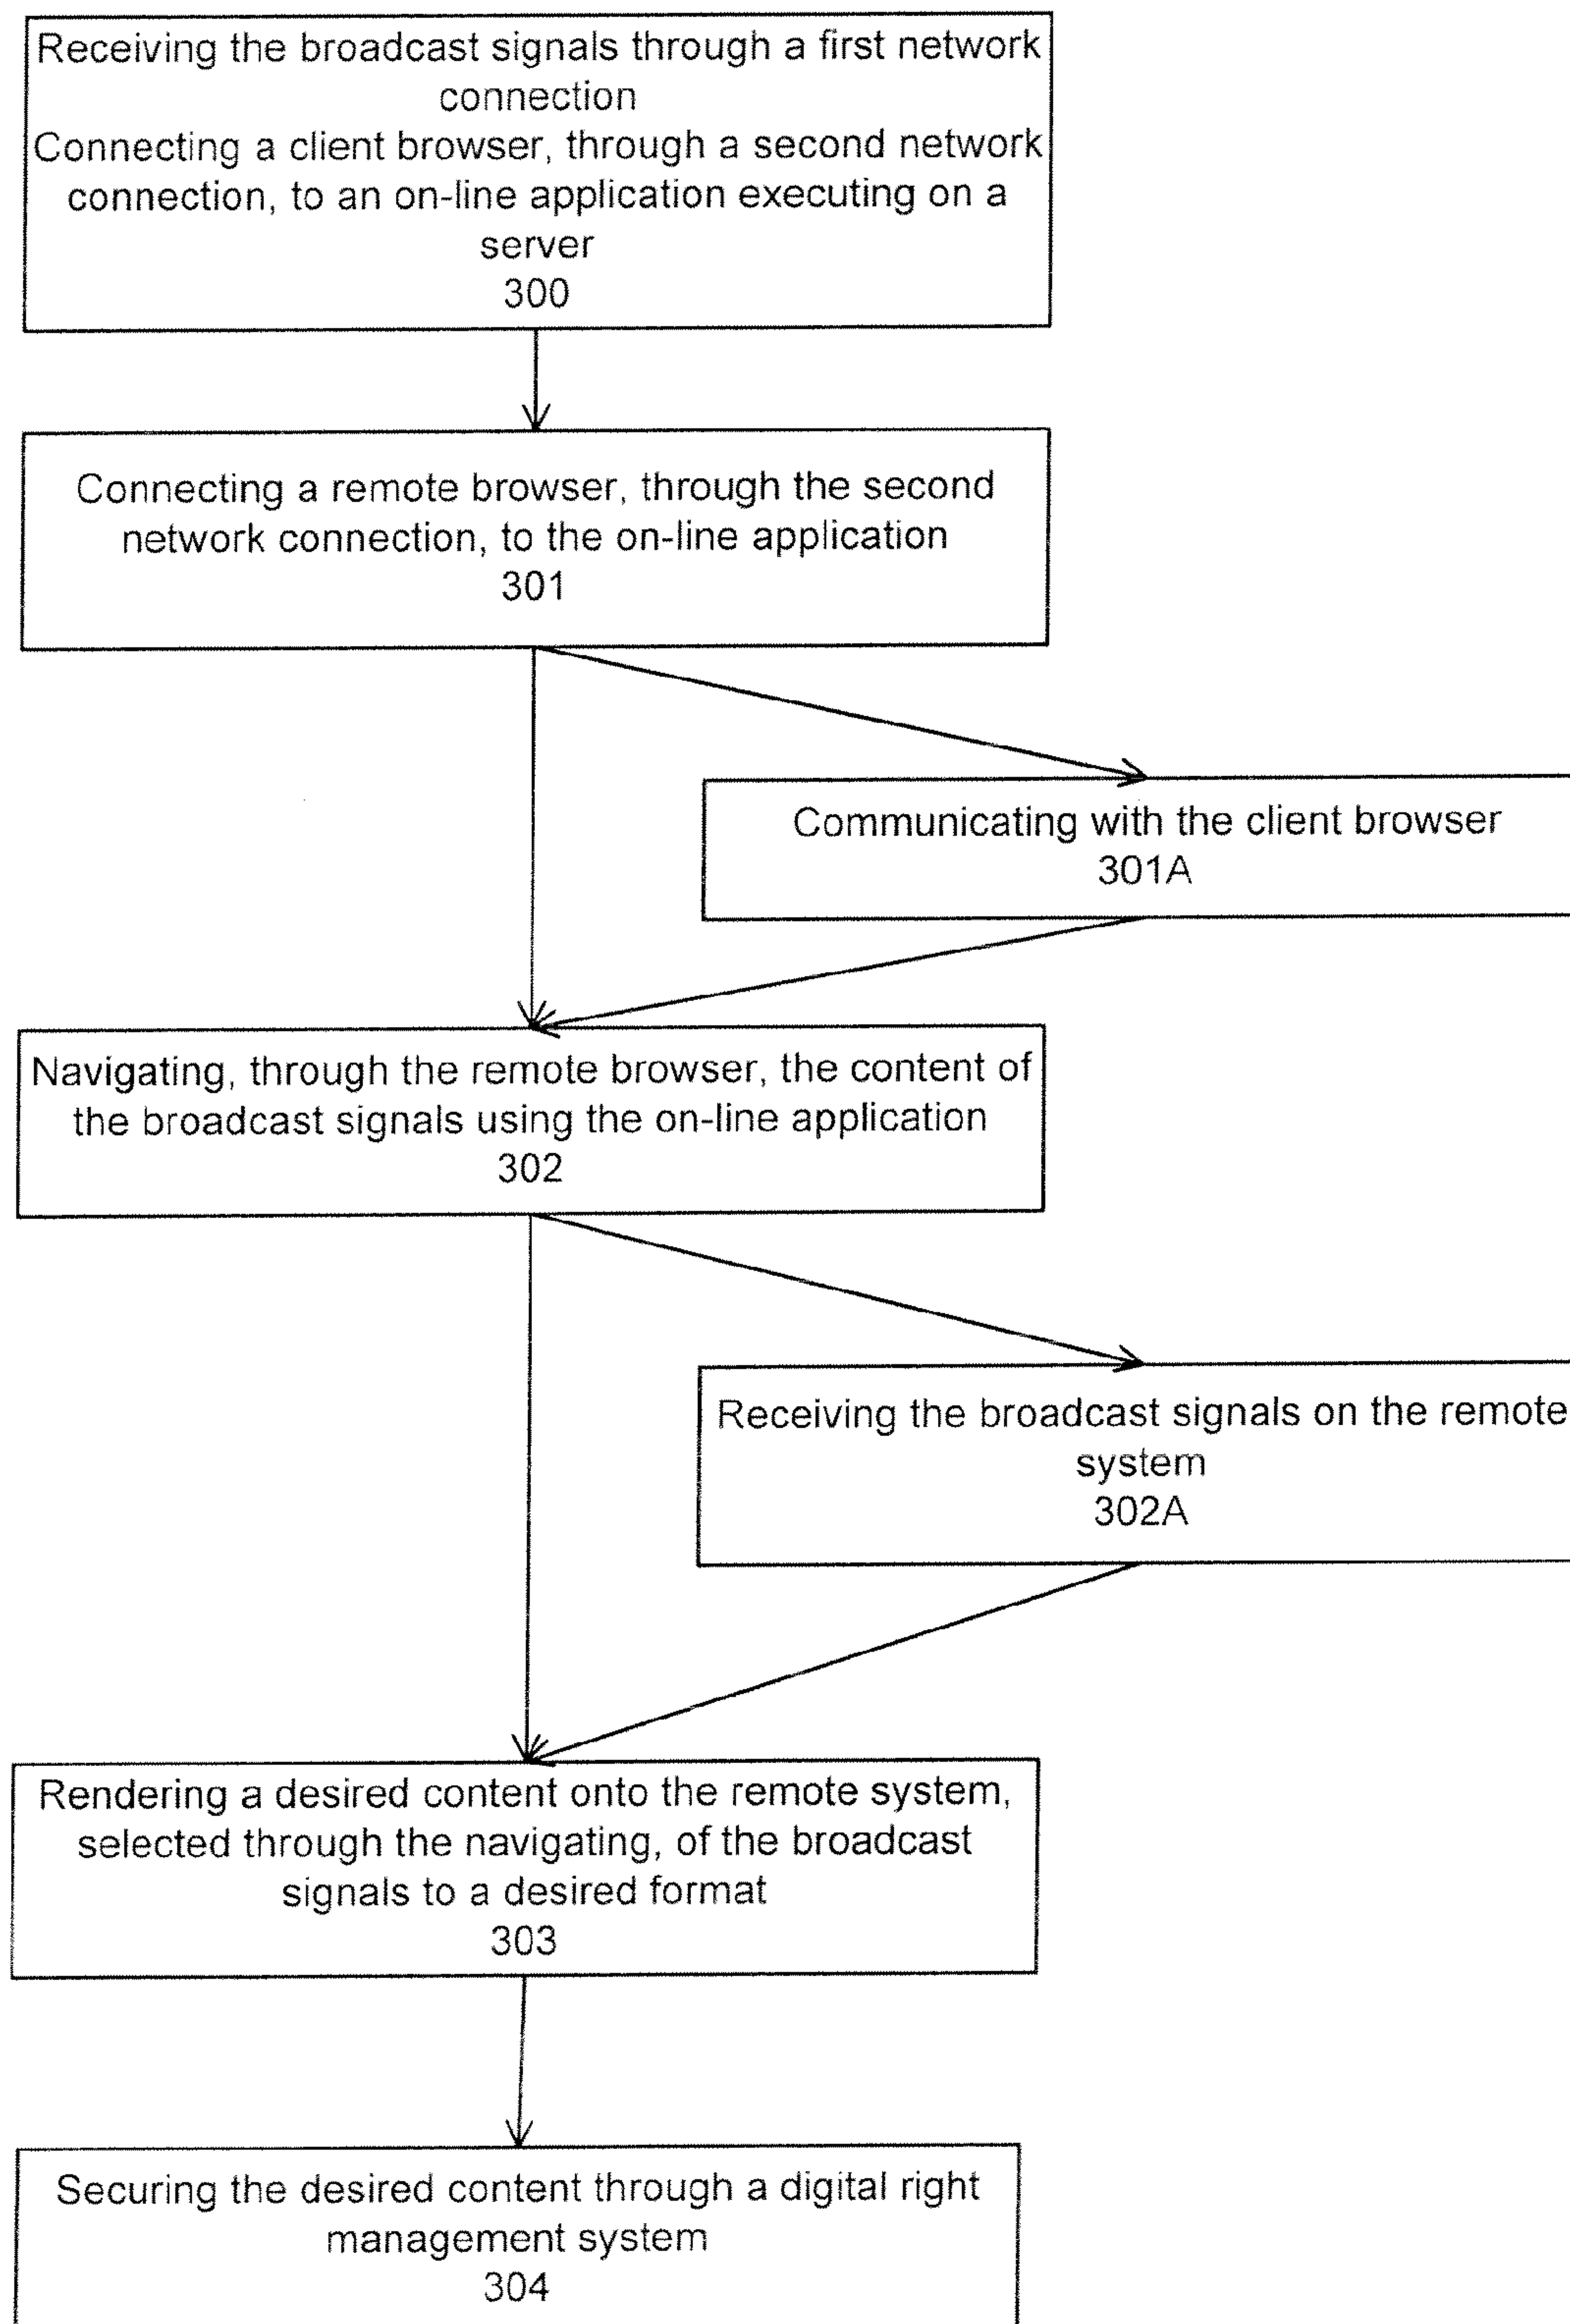 Receiving the broadcast signals through a first network
connection
Connecting a client browser, through a second network
connection, to an on-line application executing on a
server
300
Connecting a remote browser, through the second
network connection, to the on-line application
301
Communicating with the client browser
301A
Navigating, through the remote browser, the content of
the broadcast signals using the on-line application
302
Receiving the broadcast signals on the remote
system
302A
Rendering a desired content onto the remote system,
selected through the navigating, of the broadcast
signals to a desired format
303
Securing the desired content through a digital right
management system
304